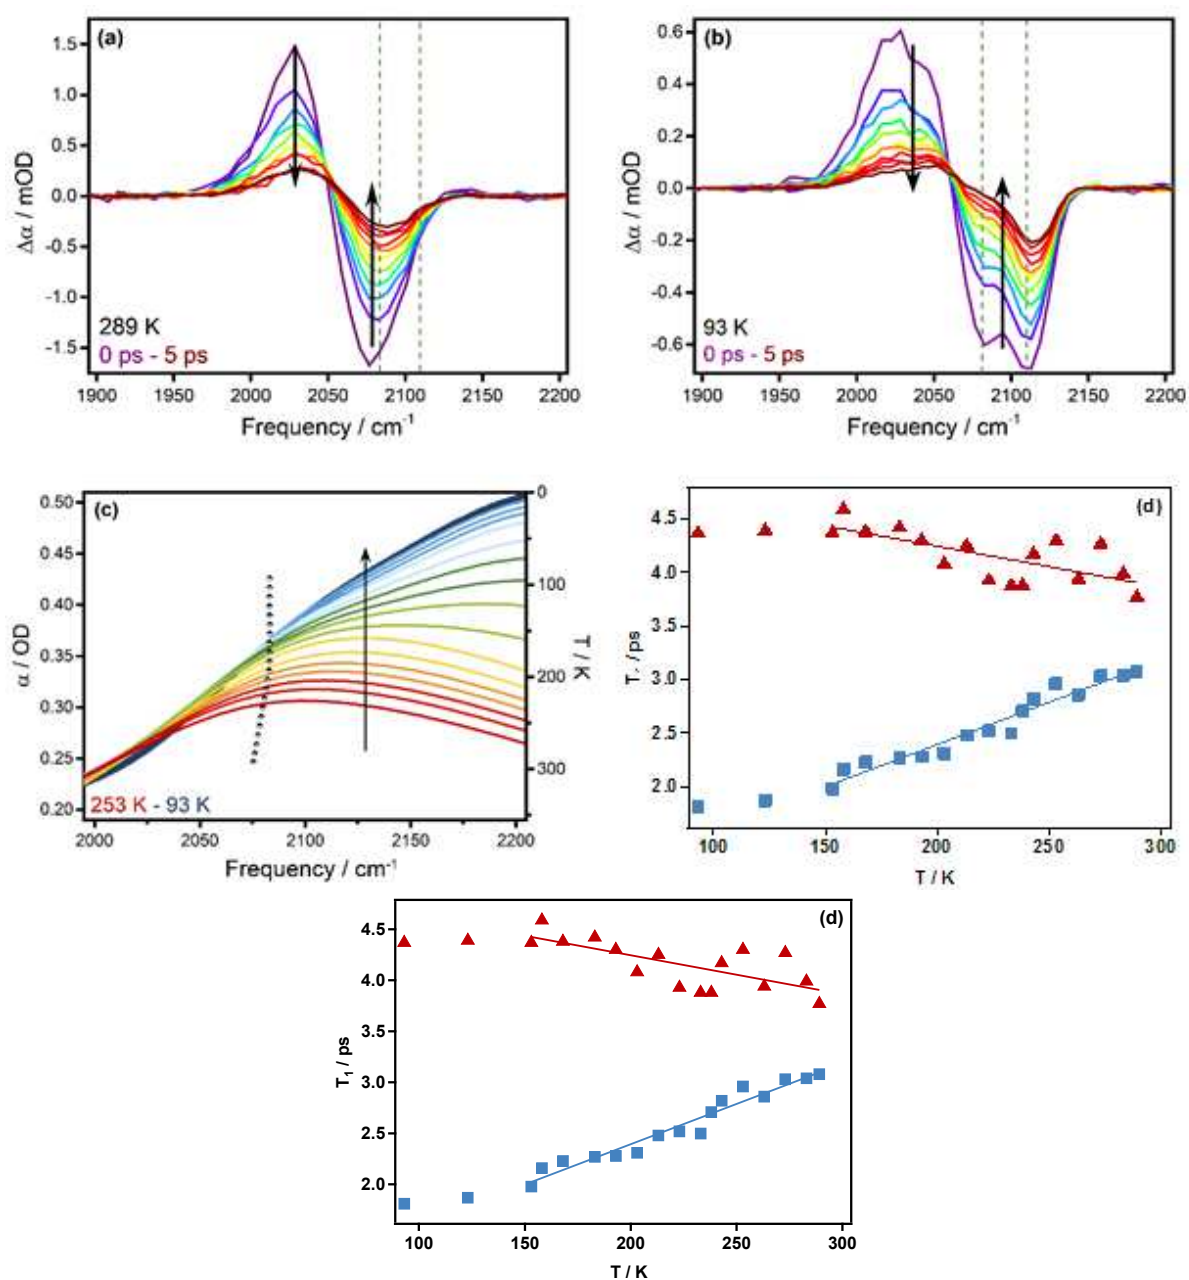 (a)
1.5
1.0
0.5
0.0
-0.5
-1.0
-1.5
Δα / mOD
289 K
0 ps - 5 ps
1900 1950 2000 2050 2100 2150 2200
Frequency / cm-1
(b)
0.6
0.4
0.2
0.0
-0.2
-0.4
-0.6
Δα / mOD
93 K
0 ps - 5 ps
1900 1950 2000 2050 2100 2150 2200
Frequency / cm-1
(c)
0.50
0.45
0.40
0.35
0.30
0.25
0.20
α / OD
0
100
200
300
T / K
253 K - 93 K
2000 2050 2100 2150 2200
Frequency / cm-1
(d)
4.5
4.0
3.5
3.0
2.5
2.0
/ ps
100 150 200 250 300
T / K
(d)
4.5
4.0
3.5
3.0
2.5
2.0
T1 / ps
100 150 200 250 300
T / K